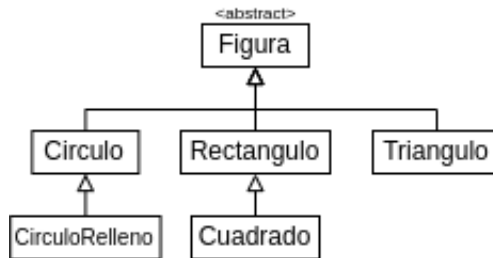 <abstract>
Figura
Circulo
Rectangulo
Triangulo
CirculoRelleno
Cuadrado